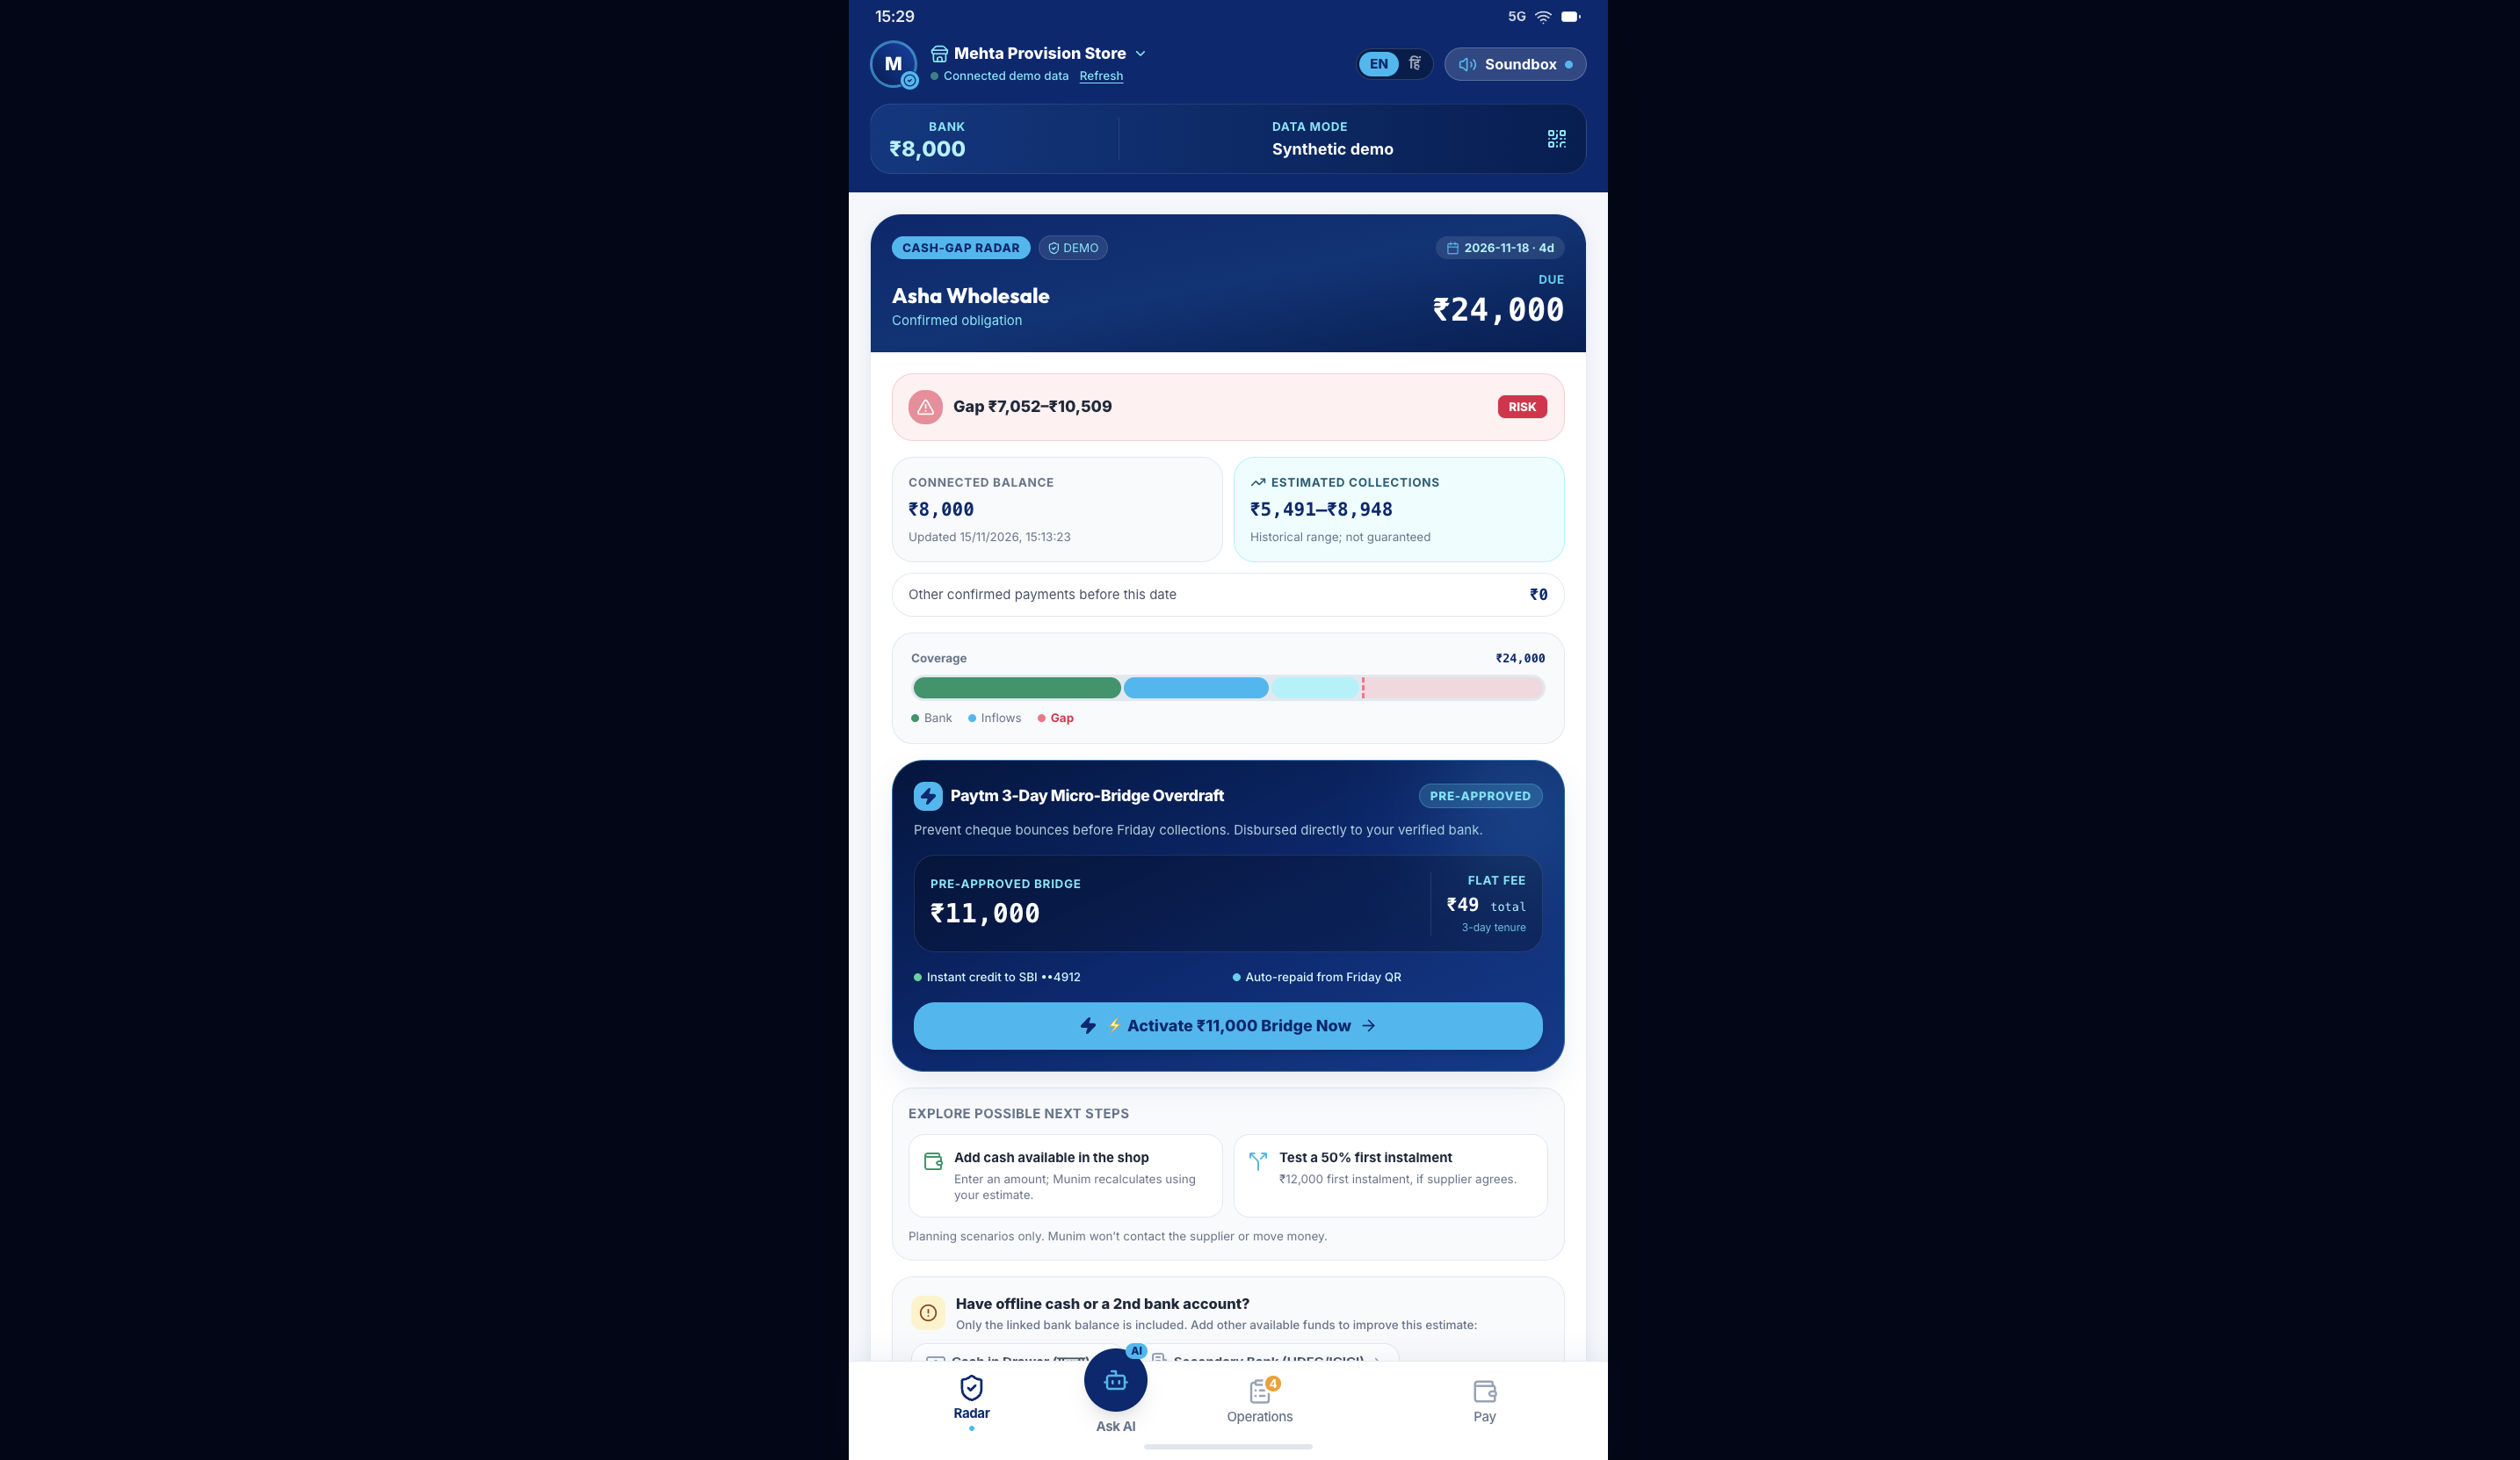 15:29
5G
M
Mehta Provision Store
Connected demo data Refresh
EN हिं
Soundbox
BANK
₹8,000
DATA MODE
Synthetic demo
CASH-GAP RADAR
DEMO
2026-11-18 · 4d
Asha Wholesale
Confirmed obligation
DUE
₹24,000
Gap ₹7,052–₹10,509
RISK
CONNECTED BALANCE
₹8,000
Updated 15/11/2026, 15:13:23
ESTIMATED COLLECTIONS
₹5,491–₹8,948
Historical range; not guaranteed
Other confirmed payments before this date
₹0
Coverage
₹24,000
Bank Inflows Gap
Paytm 3-Day Micro-Bridge Overdraft
PRE-APPROVED
Prevent cheque bounces before Friday collections. Disbursed directly to your verified bank.
PRE-APPROVED BRIDGE
₹11,000
FLAT FEE
₹49 total
3-day tenure
Instant credit to SBI ••4912
Auto-repaid from Friday QR
⚡ Activate ₹11,000 Bridge Now →
EXPLORE POSSIBLE NEXT STEPS
Add cash available in the shop
Enter an amount; Munim recalculates using
your estimate.
Test a 50% first instalment
₹12,000 first instalment, if supplier agrees.
Planning scenarios only. Munim won't contact the supplier or move money.
Have offline cash or a 2nd bank account?
Only the linked bank balance is included. Add other available funds to improve this estimate:
Cash in Drawer
Secondary Bank (HDFC/ICICI)
Radar
AI
Ask AI
4
Operations
Pay